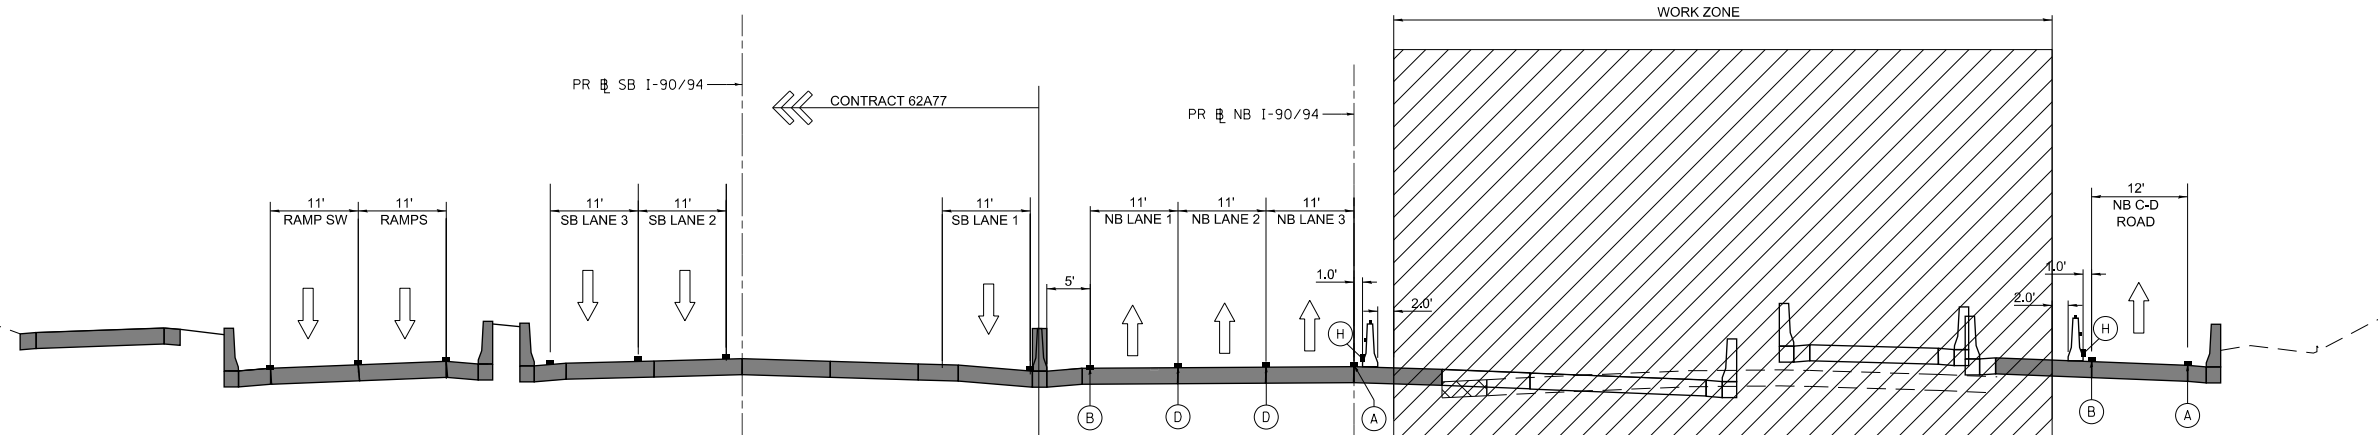 WORK ZONE
PR BL SB I-90/94
CONTRACT 62A77
PR BL NB I-90/94
11'
RAMP SW
11'
RAMPS
11'
SB LANE 3
11'
SB LANE 2
11'
SB LANE 1
11'
NB LANE 1
11'
NB LANE 2
11'
NB LANE 3
12'
NB C-D
ROAD
5'
1.0'
2.0'
1.0'
2.0'
H
H
B
D
D
A
B
A